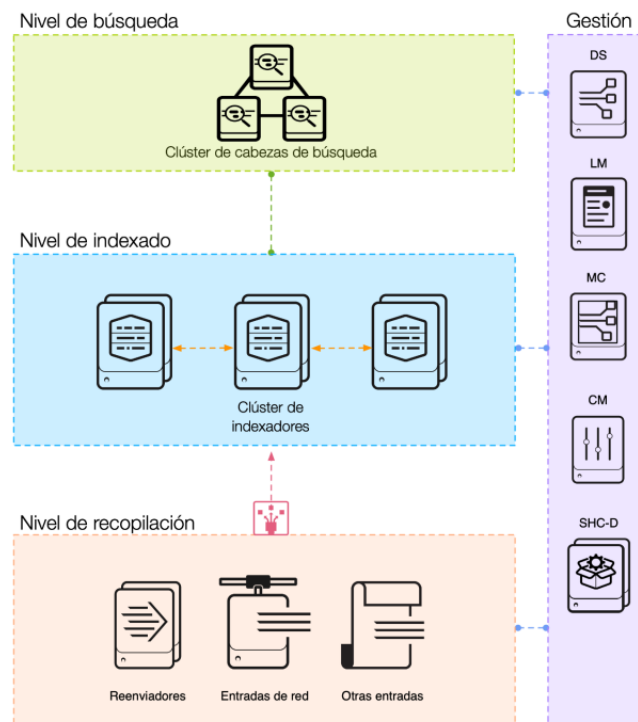 Nivel de búsqueda
Gestión
DS
Clúster de cabezas de búsqueda
LM
Nivel de indexado
MC
Clúster de
indexadores
CM
Nivel de recopilación
SHC-D
Reenviadores
Entradas de red
Otras entradas